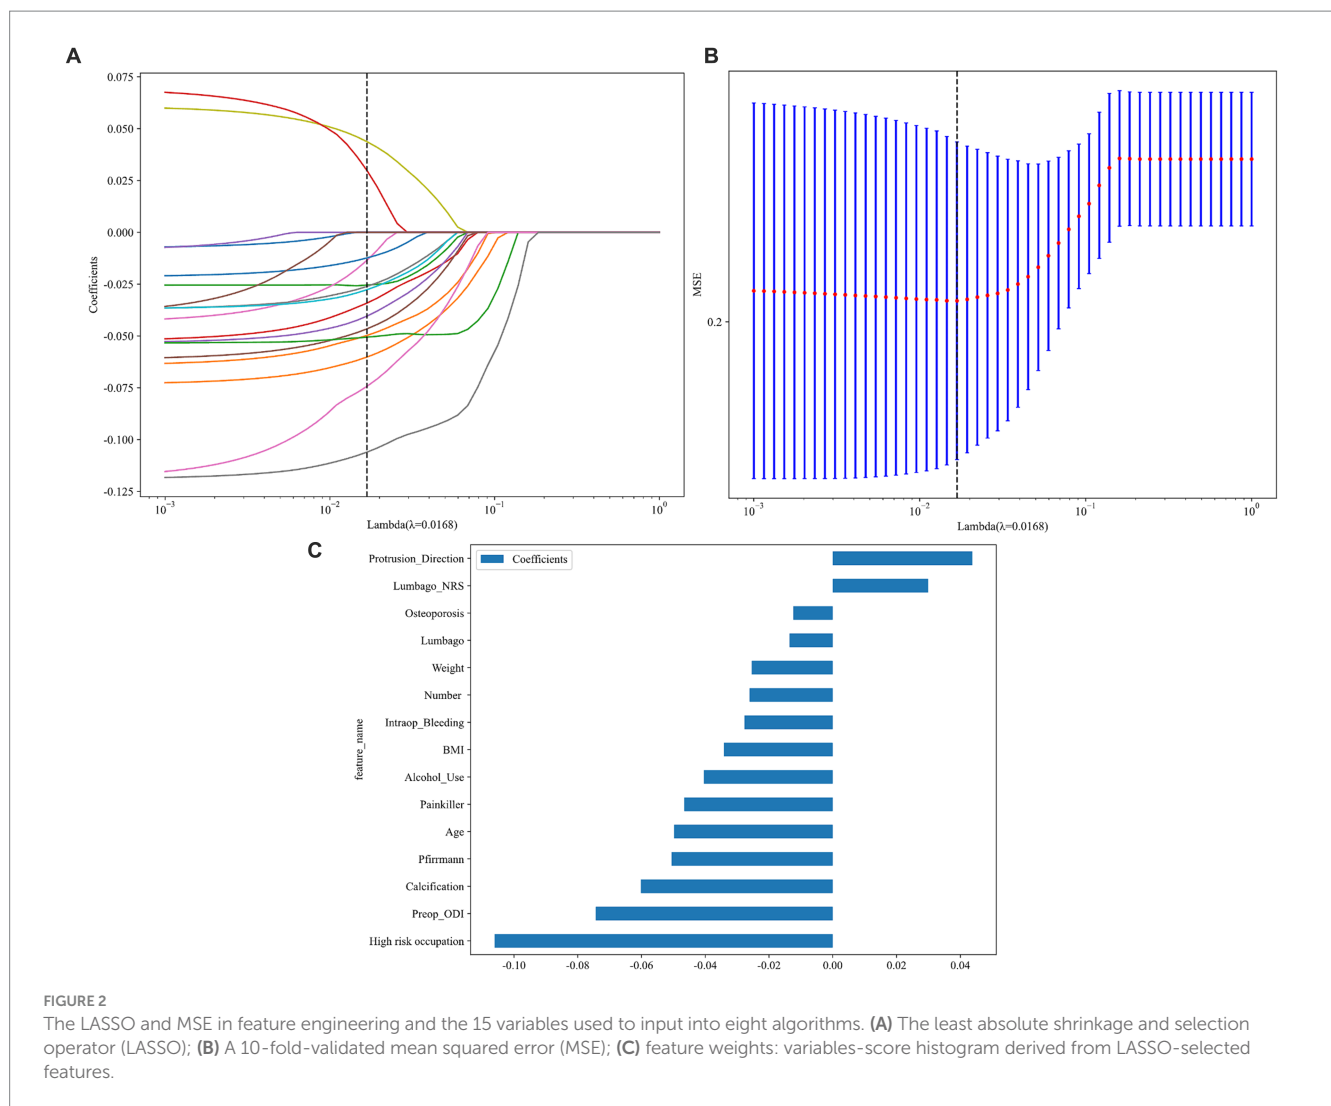 A
0.075
0.050
0.025
0.000
-0.025
-0.050
-0.075
-0.100
-0.125
Coefficients
10⁻³
10⁻²
10⁻¹
10⁰
Lambda(λ=0.0168)
B
MSE
0.2
10⁻³
10⁻²
10⁻¹
10⁰
Lambda(λ=0.0168)
C
Coefficients
feature_name
Protrusion_Direction
Lumbago_NRS
Osteoporosis
Lumbago
Weight
Number
Intraop_Bleeding
BMI
Alcohol_Use
Painkiller
Age
Pfirrmann
Calcification
Preop_ODI
High risk occupation
-0.10
-0.08
-0.06
-0.04
-0.02
0.00
0.02
0.04
FIGURE 2
The LASSO and MSE in feature engineering and the 15 variables used to input into eight algorithms. (A) The least absolute shrinkage and selection
operator (LASSO); (B) A 10-fold-validated mean squared error (MSE); (C) feature weights: variables-score histogram derived from LASSO-selected
features.